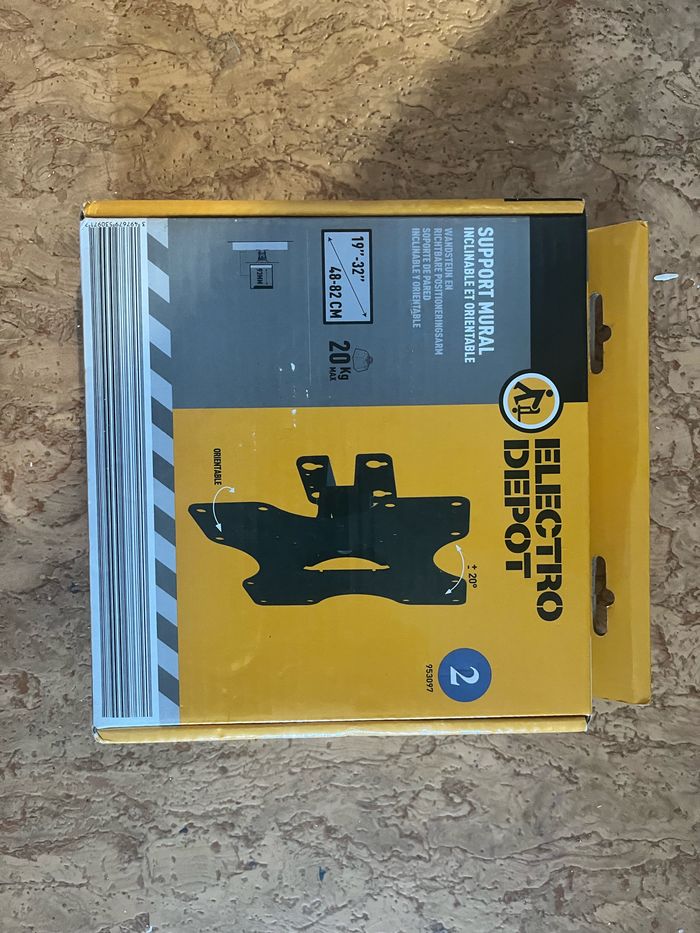 SUPPORT MURAL
INCLINABLE ET ORIENTABLE
WANDSTEUN EN
RICHTBARE POSITIONERINGSARM
SOPORTE DE PARED
INCLINABLE Y ORIENTABLE
19"-32"
48-82 CM
20 Kg
MAX
ELECTRO
DEPOT
± 20°
ORIENTABLE
2
953097